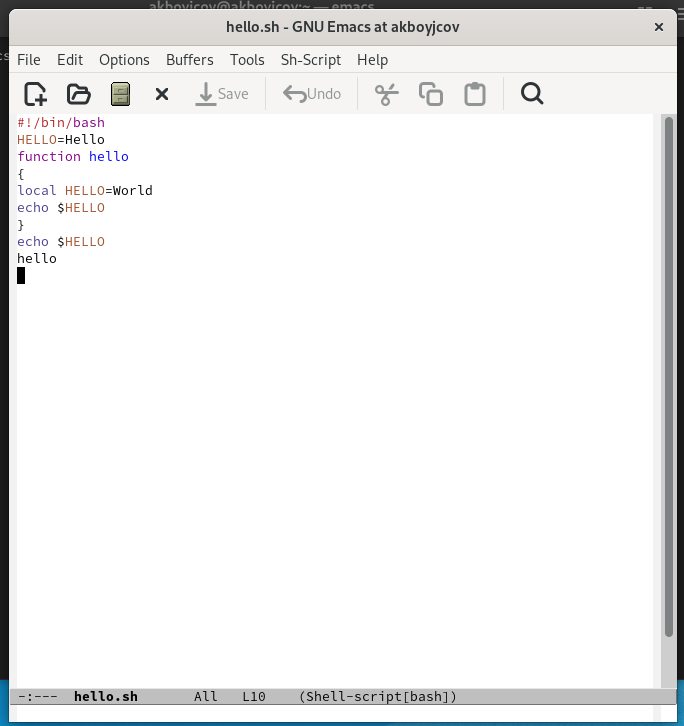 akboyjcov@akboyjcov:~ — emacs
hello.sh - GNU Emacs at akboyjcov
File Edit Options Buffers Tools Sh-Script Help
Save Undo
#!/bin/bash
HELLO=Hello
function hello
{
local HELLO=World
echo $HELLO
}
echo $HELLO
hello
-:--- hello.sh All L10 (Shell-script[bash])